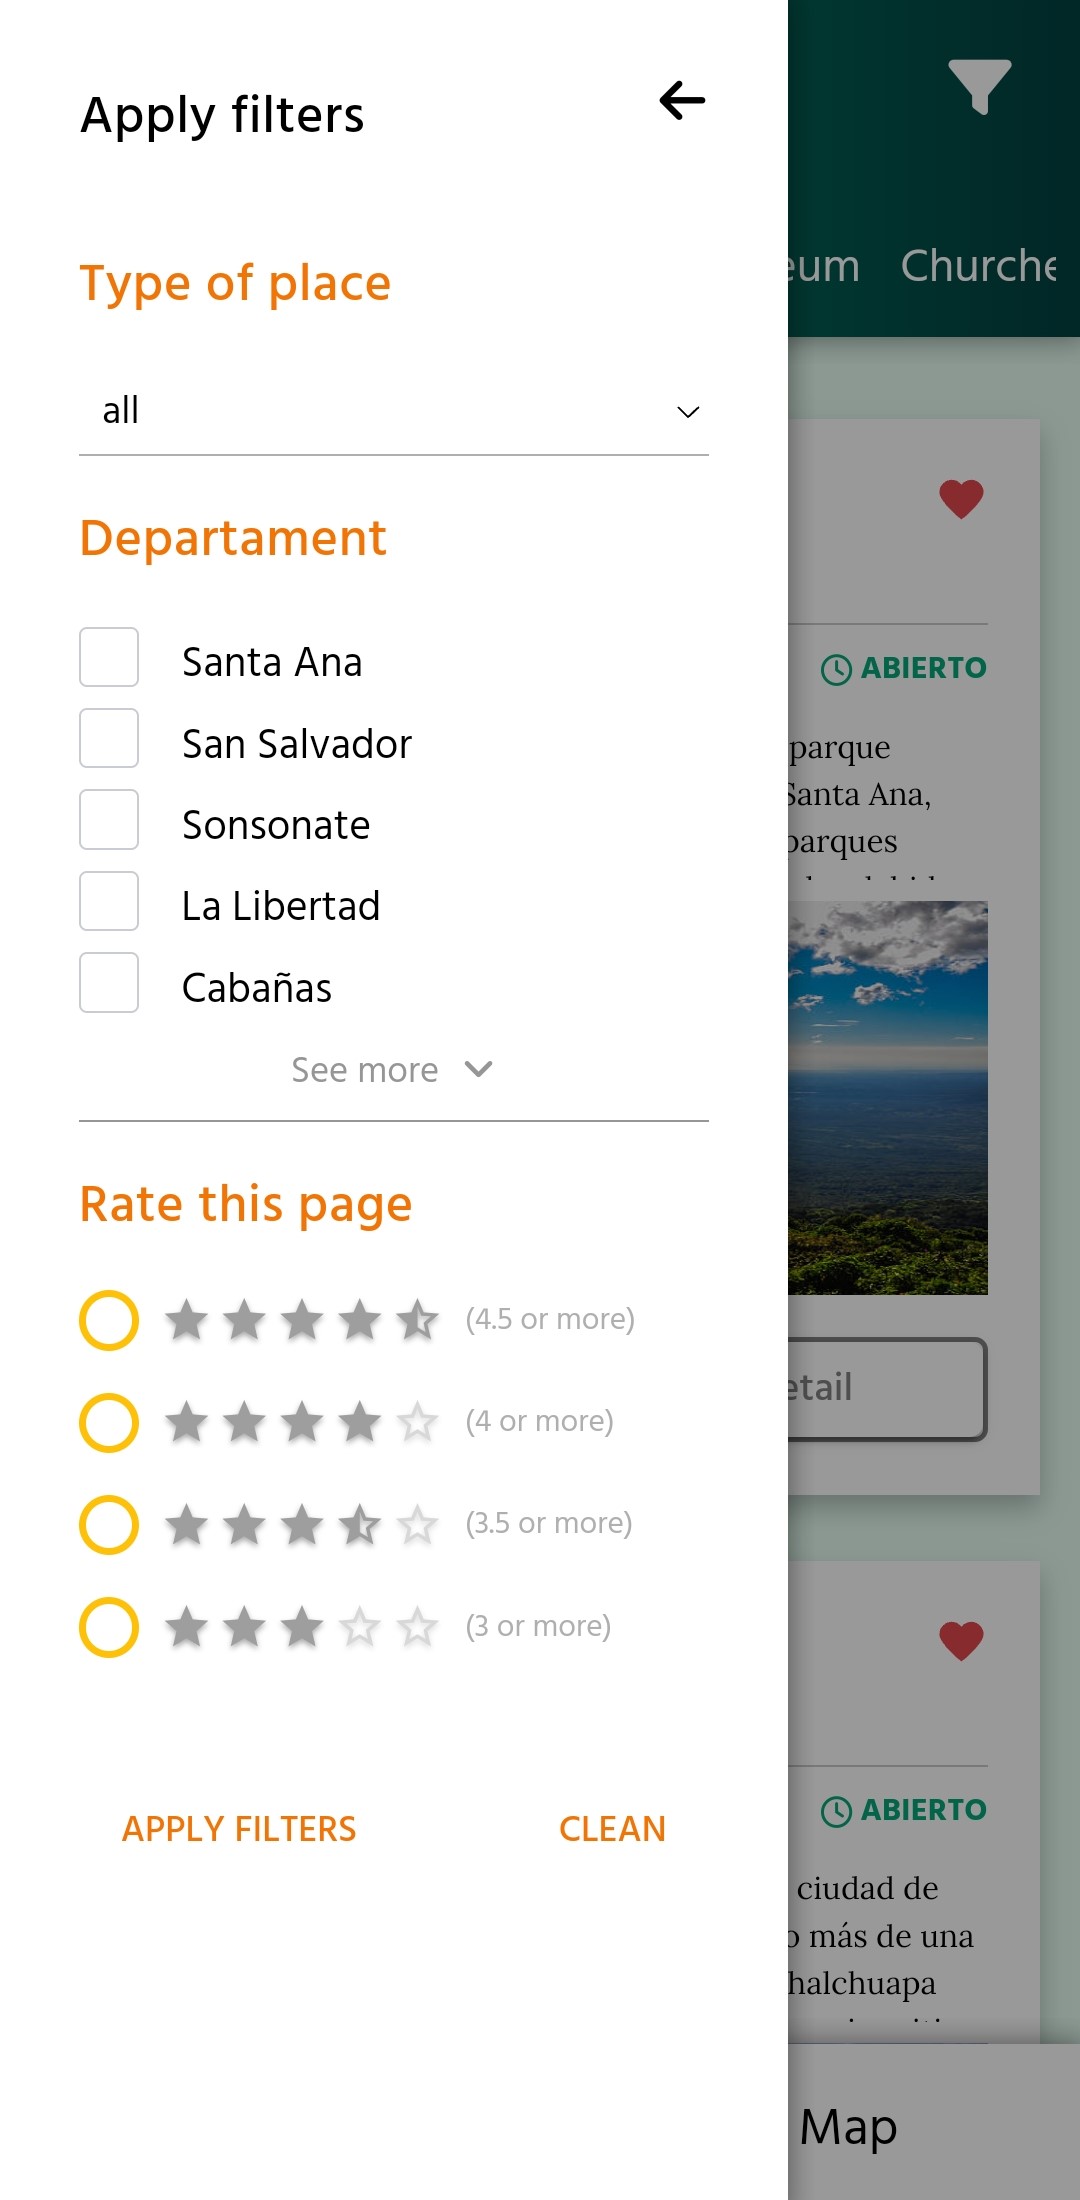 Apply filters
Type of place
all
Departament
Santa Ana
San Salvador
Sonsonate
La Libertad
Cabañas
See more
Rate this page
(4.5 or more)
(4 or more)
(3.5 or more)
(3 or more)
APPLY FILTERS
CLEAN
eum
Churche
ABIERTO
parque
Santa Ana,
parques
etail
ABIERTO
ciudad de
o más de una
halchuapa
Map